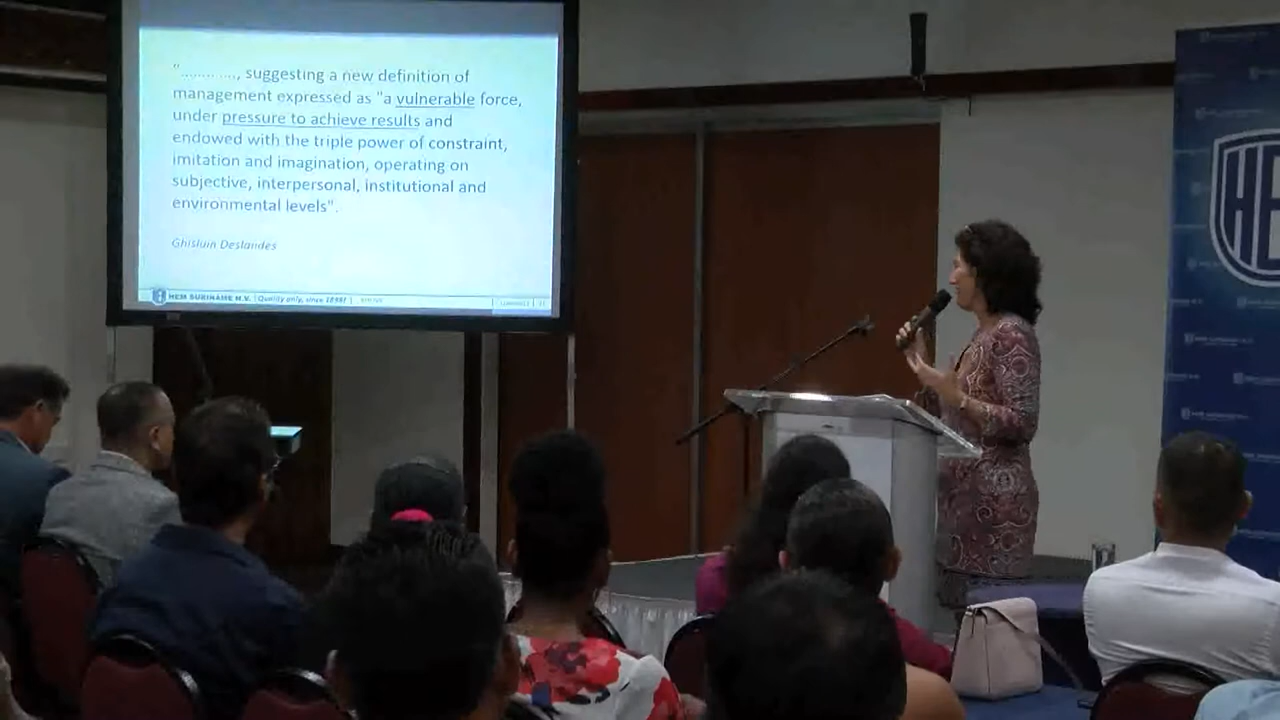 "............, suggesting a new definition of
management expressed as "a vulnerable force,
under pressure to achieve results and
endowed with the triple power of constraint,
imitation and imagination, operating on
subjective, interpersonal, institutional and
environmental levels".
Ghislain Deslandes
HEM SURINAME N.V. | Quality only, since 1898! |
HE